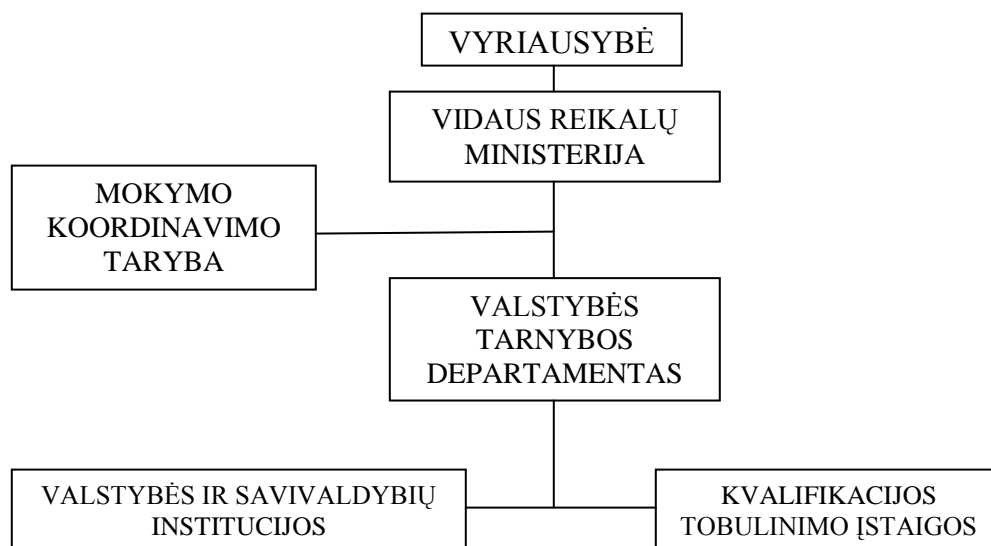 VYRIAUSYBĖ
VIDAUS REIKALŲ
MINISTERIJA
MOKYMO
KOORDINAVIMO
TARYBA
VALSTYBĖS
TARNYBOS
DEPARTAMENTAS
VALSTYBĖS IR SAVIVALDYBIŲ
INSTITUCIJOS
KVALIFIKACIJOS
TOBULINIMO ĮSTAIGOS